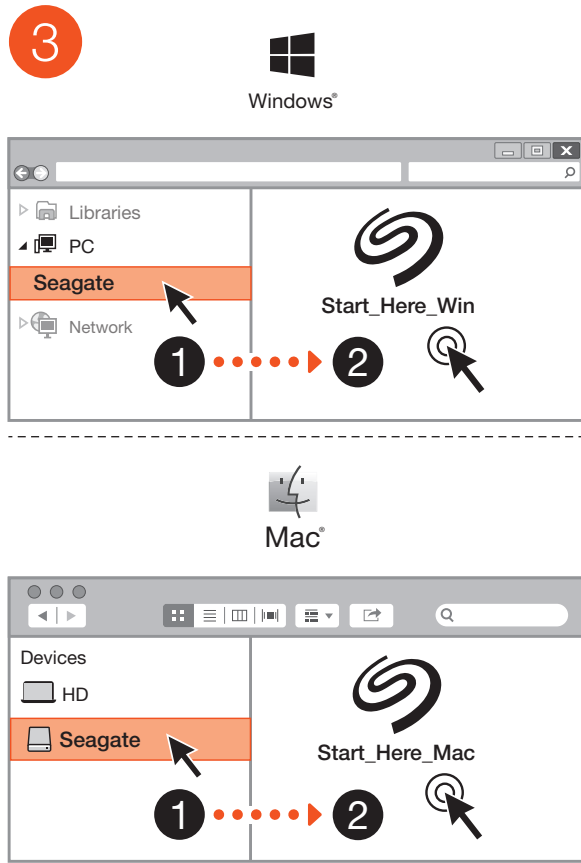 3
Windows®
Libraries
PC
Seagate
Start_Here_Win
Network
1
2
Mac®
Devices
HD
Seagate
Start_Here_Mac
1
2